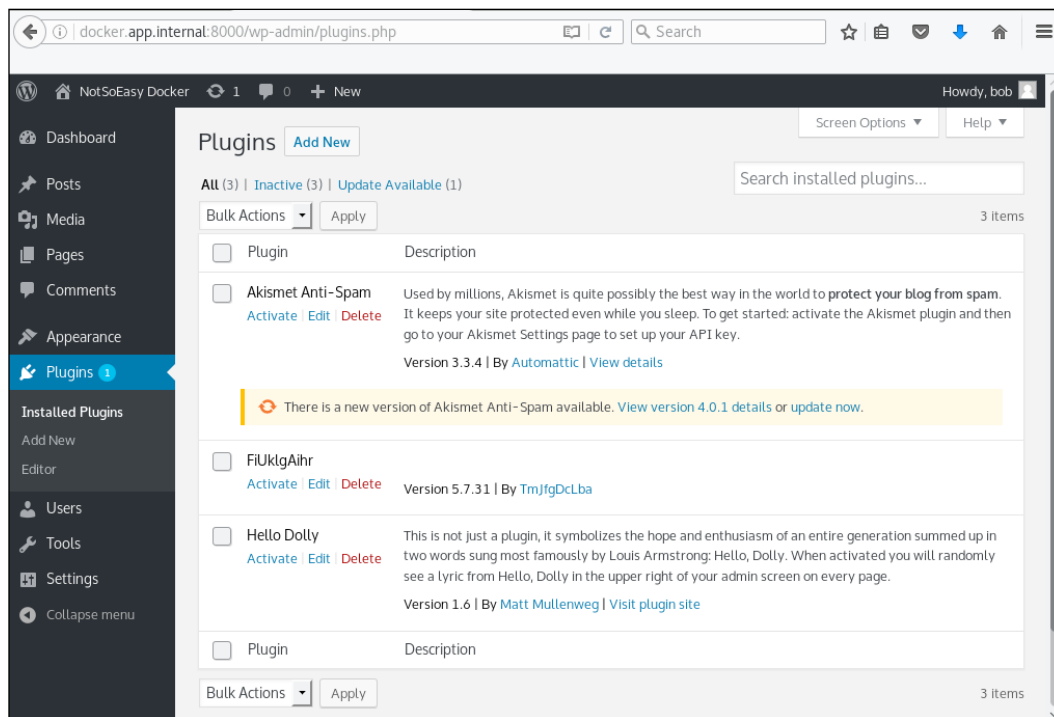 docker.app.internal:8000/wp-admin/plugins.php
Search
NotSoEasy Docker 1 0 New
Howdy, bob
Screen Options Help
Dashboard
Posts
Media
Pages
Comments
Appearance
Plugins 1
Installed Plugins
Add New
Editor
Users
Tools
Settings
Collapse menu
Plugins Add New
All (3) | Inactive (3) | Update Available (1)
Search installed plugins...
Bulk Actions Apply
3 items
Plugin Description
Akismet Anti-Spam
Activate | Edit | Delete
Used by millions, Akismet is quite possibly the best way in the world to protect your blog from spam.
It keeps your site protected even while you sleep. To get started: activate the Akismet plugin and then
go to your Akismet Settings page to set up your API key.
Version 3.3.4 | By Automattic | View details
There is a new version of Akismet Anti-Spam available. View version 4.0.1 details or update now.
FiUklgAihr
Activate | Edit | Delete
Version 5.7.31 | By TmJfgDcLba
Hello Dolly
Activate | Edit | Delete
This is not just a plugin, it symbolizes the hope and enthusiasm of an entire generation summed up in
two words sung most famously by Louis Armstrong: Hello, Dolly. When activated you will randomly
see a lyric from Hello, Dolly in the upper right of your admin screen on every page.
Version 1.6 | By Matt Mullenweg | Visit plugin site
Plugin Description
Bulk Actions Apply
3 items